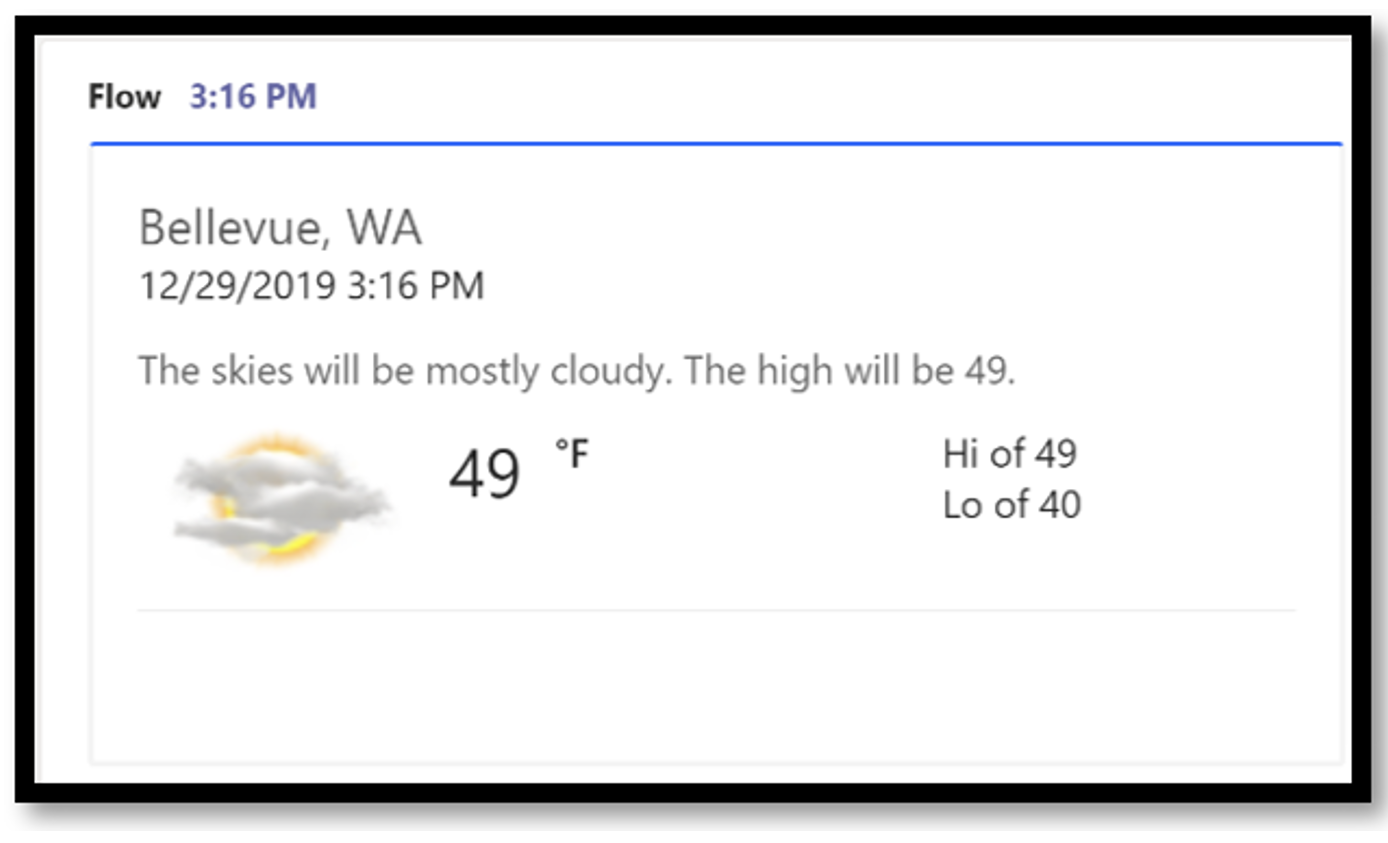 Flow 3:16 PM
Bellevue, WA
12/29/2019 3:16 PM
The skies will be mostly cloudy. The high will be 49.
49 °F
Hi of 49
Lo of 40